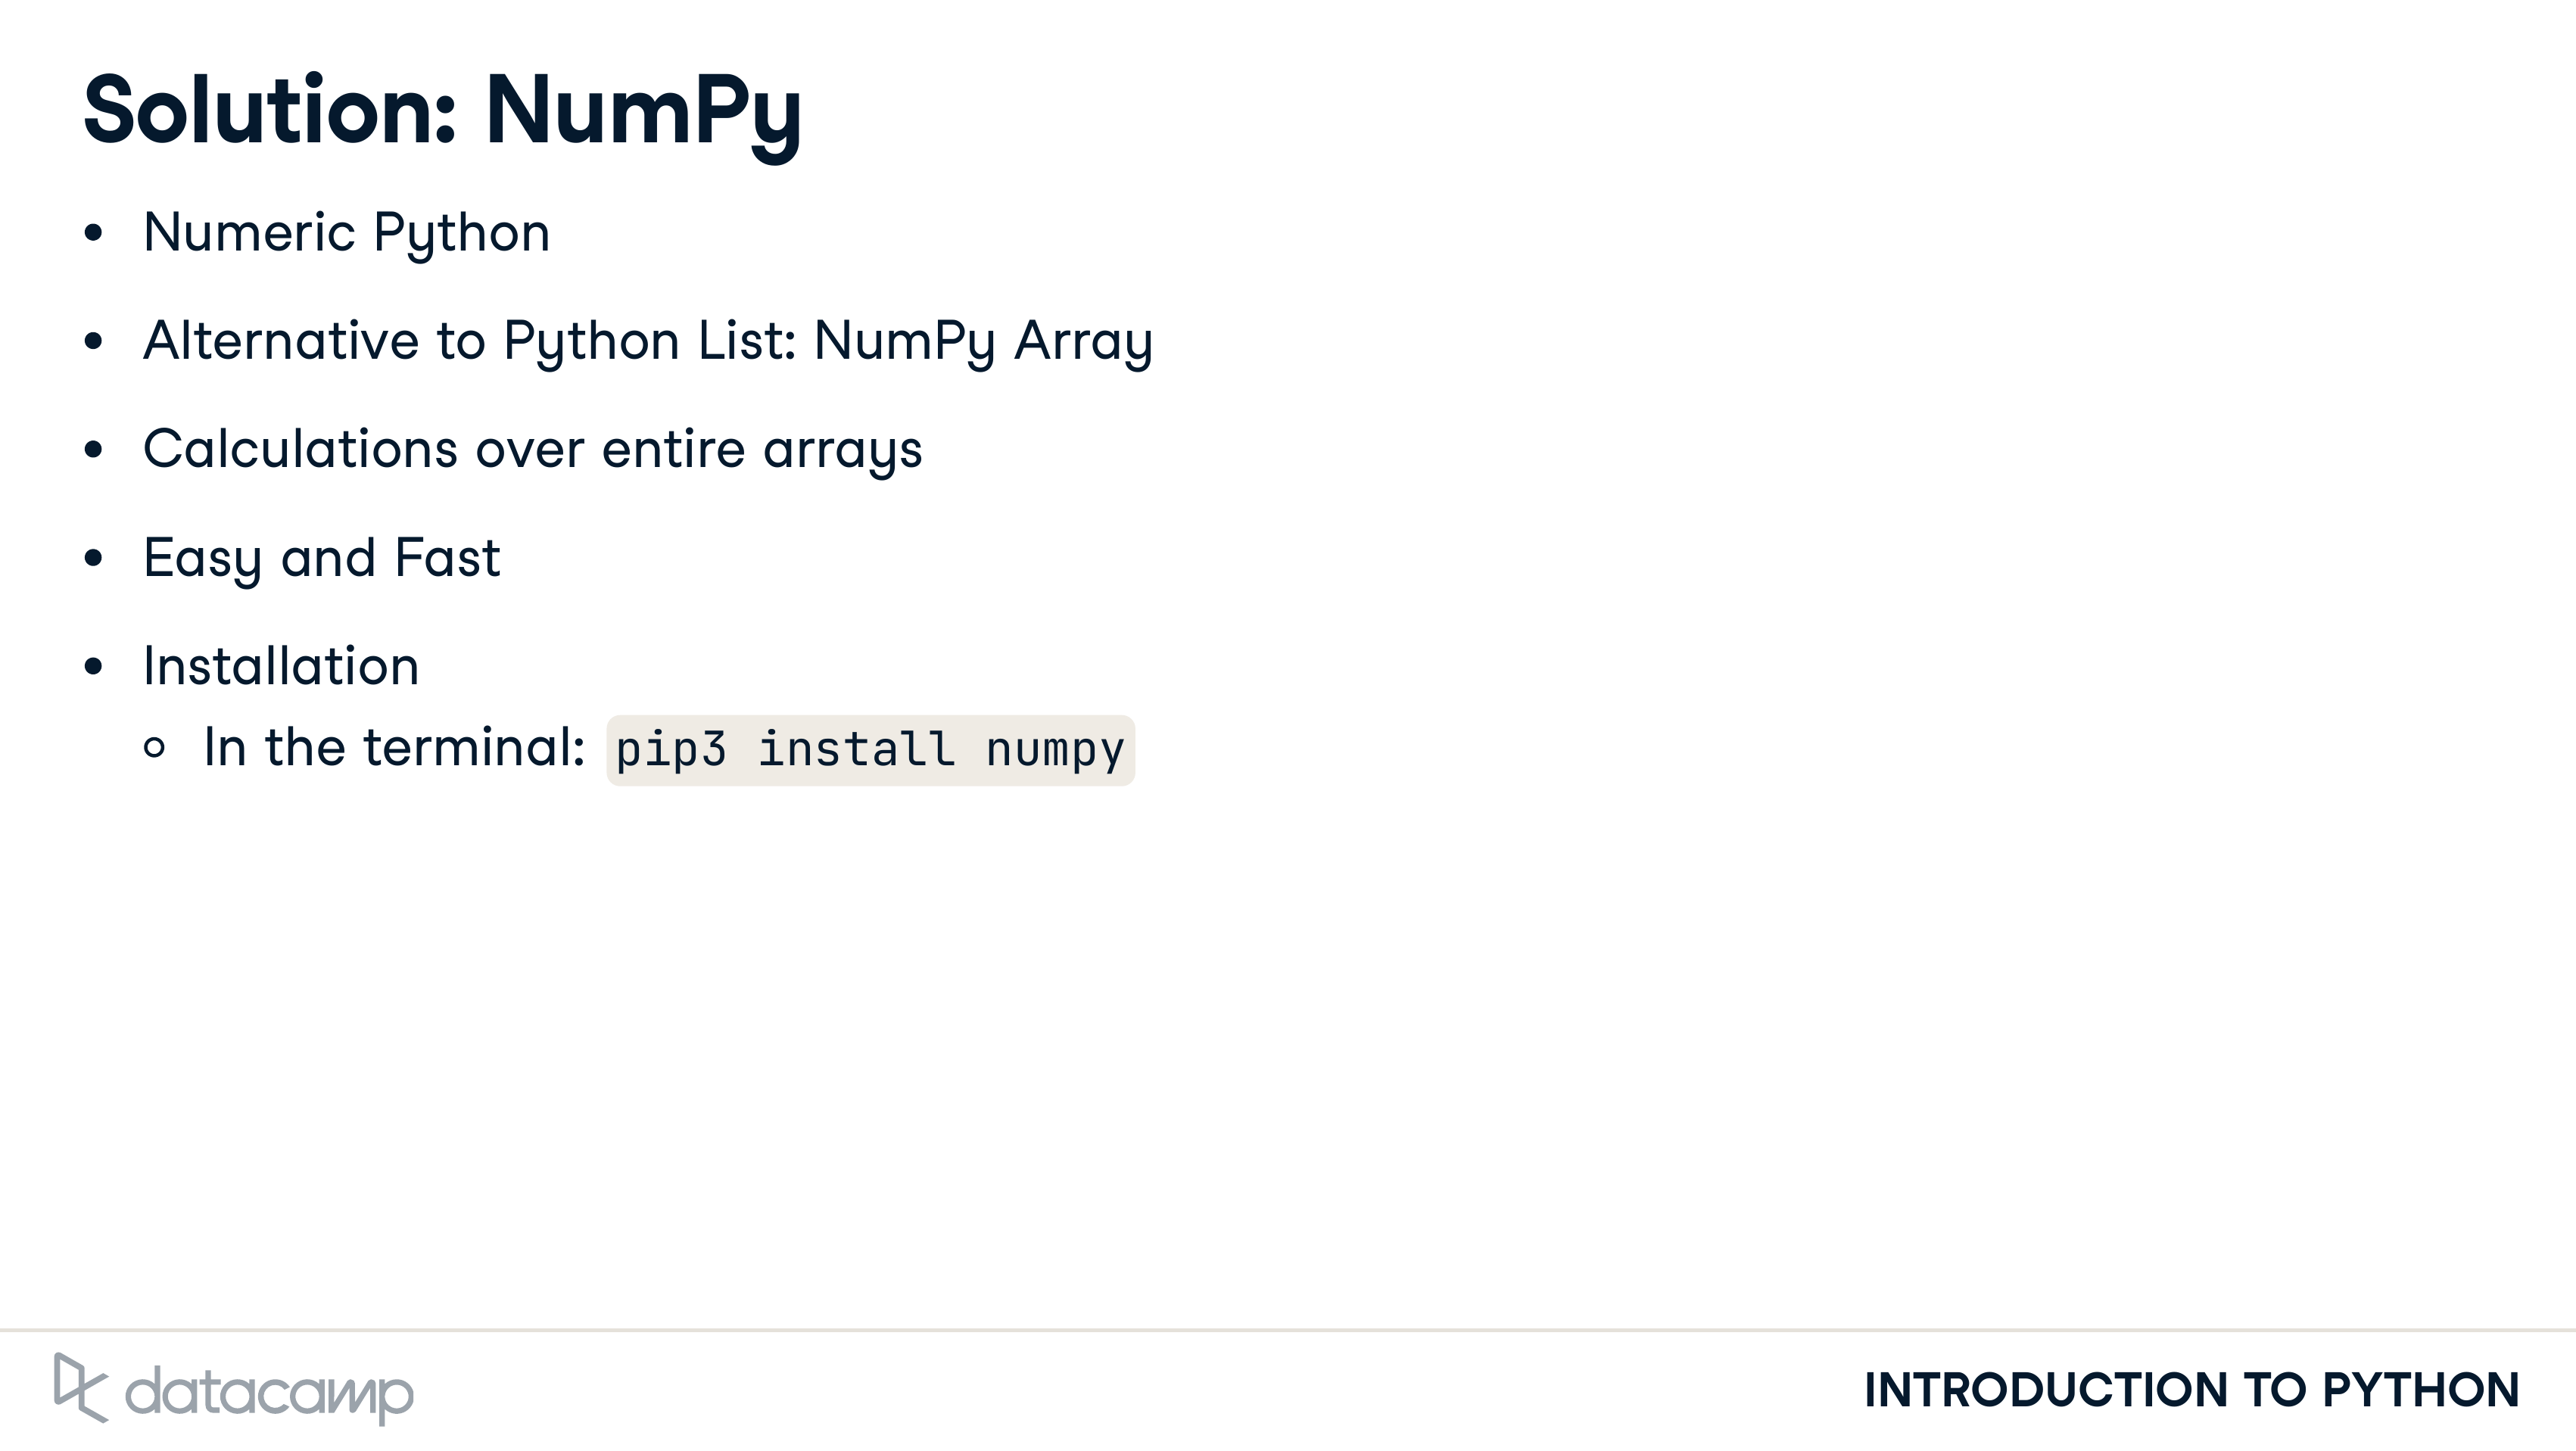 Solution: NumPy
• Numeric Python
• Alternative to Python List: NumPy Array
• Calculations over entire arrays
• Easy and Fast
• Installation
○ In the terminal: pip3 install numpy
datacamp
INTRODUCTION TO PYTHON